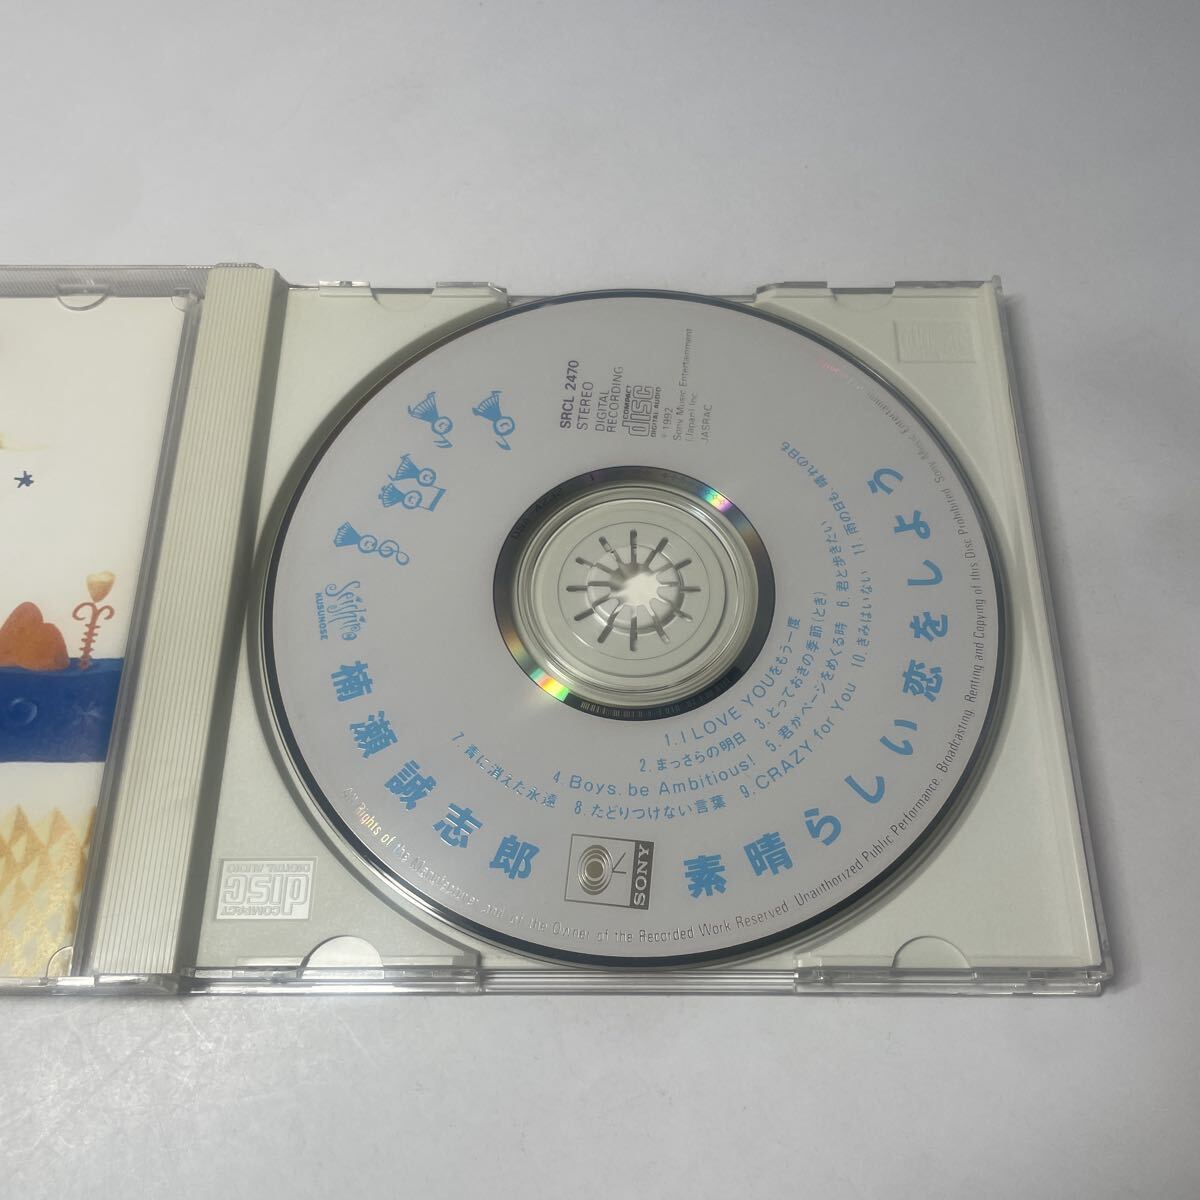 SRCL 2470
STEREO
DIGITAL
RECORDING
COMPACT
disc
DIGITAL AUDIO
℗ 1992
Sony Music Entertainment
(Japan) Inc.
JASRAC
Seishiro
KUSUNOSE
楠瀬誠志郎
素晴らしい恋をしよう
1. I LOVE YOUをもう一度
2. まっさらの明日 3. とっておきの季節(とき)
4. Boys, be Ambitious! 5. 君がページをめくる時 6. 君と歩きたい
7. 青に消えた永遠 8. たどりつけない言葉 9. CRAZY for You 10. きみはいない 11. 雨の日も 晴れの日も
SONY
All Rights of the Manufacturer and of the Owner of the Recorded Work Reserved. Unauthorized Public Performance, Broadcasting, Renting and Copying of this Disc Prohibited Sony Music Entertainment
COMPACT
disc
DIGITAL AUDIO